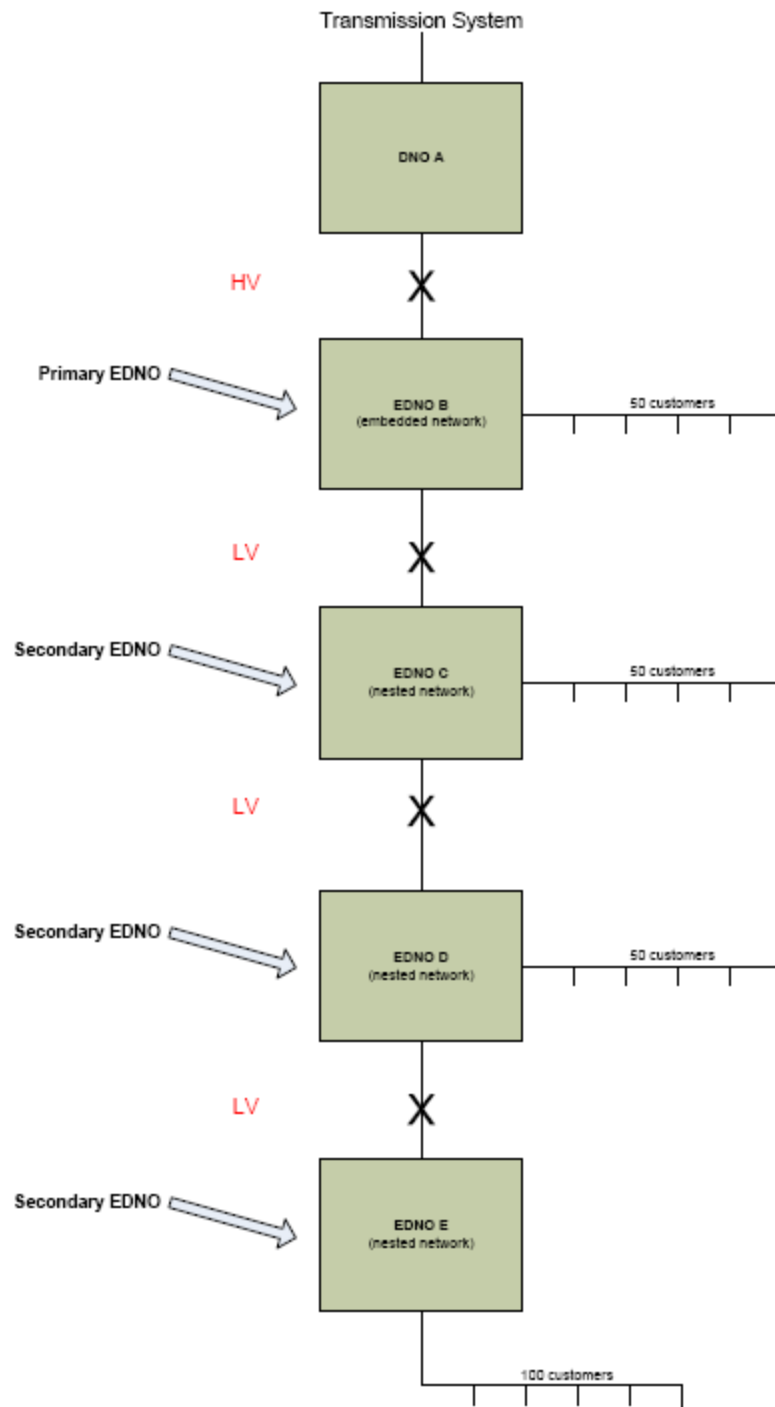 Transmission System
DNO A
HV
X
Primary EDNO
EDNO B
(embedded network)
50 customers
LV
X
Secondary EDNO
EDNO C
(nested network)
50 customers
LV
X
Secondary EDNO
EDNO D
(nested network)
50 customers
LV
X
Secondary EDNO
EDNO E
(nested network)
100 customers